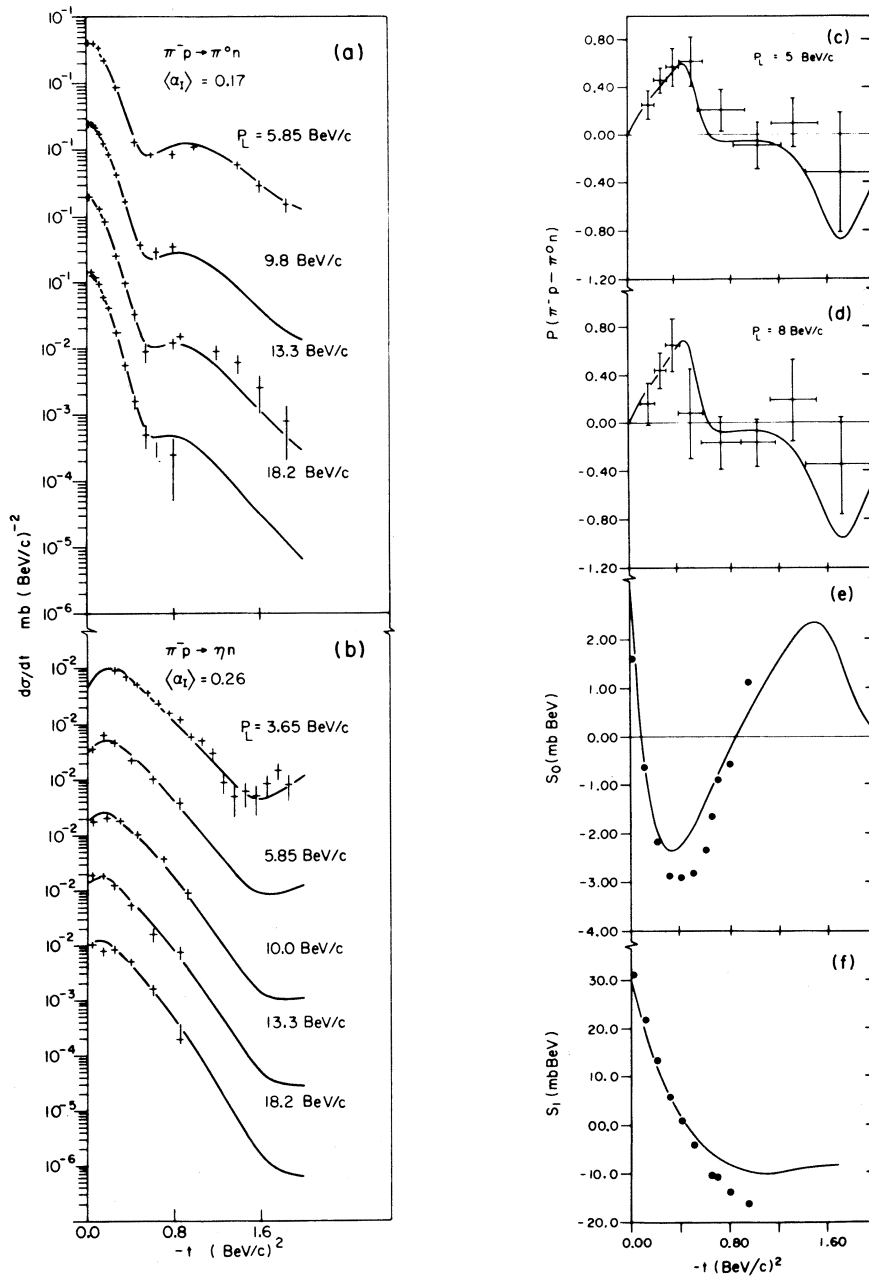 (a)
π⁻p → π°n
⟨α_I⟩ = 0.17
P_L = 5.85 BeV/c
9.8 BeV/c
13.3 BeV/c
18.2 BeV/c
10⁻¹
10⁻¹
10⁻¹
10⁻¹
10⁻¹
10⁻²
10⁻³
10⁻⁴
10⁻⁵
10⁻⁶
dσ/dt mb (BeV/c)⁻²
(b)
π⁻p → ηn
⟨α_I⟩ = 0.26
P_L = 3.65 BeV/c
5.85 BeV/c
10.0 BeV/c
13.3 BeV/c
18.2 BeV/c
10⁻²
10⁻²
10⁻²
10⁻²
10⁻²
10⁻²
10⁻³
10⁻⁴
10⁻⁵
10⁻⁶
0.0 0.8 1.6
-t (BeV/c)²
(c)
P_L = 5 BeV/c
0.80
0.40
0.00
-0.40
-0.80
-1.20
P (π⁻p - π°n)
(d)
P_L = 8 BeV/c
0.80
0.40
0.00
-0.40
-0.80
-1.20
(e)
2.00
1.00
0.00
-1.00
-2.00
-3.00
-4.00
S₀ (mb BeV)
(f)
30.0
20.0
10.0
00.0
-10.0
-20.0
S₁ (mbBeV)
0.00 0.80 1.60
-t (BeV/c)²